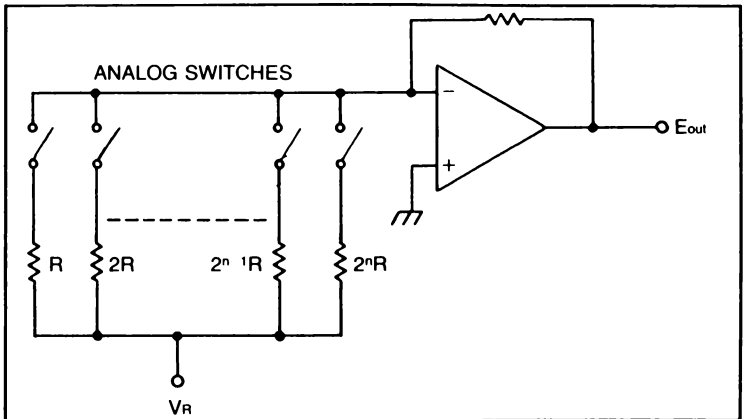 ANALOG SWITCHES
Eout
R
2R
2ⁿ ¹R
2ⁿR
VR